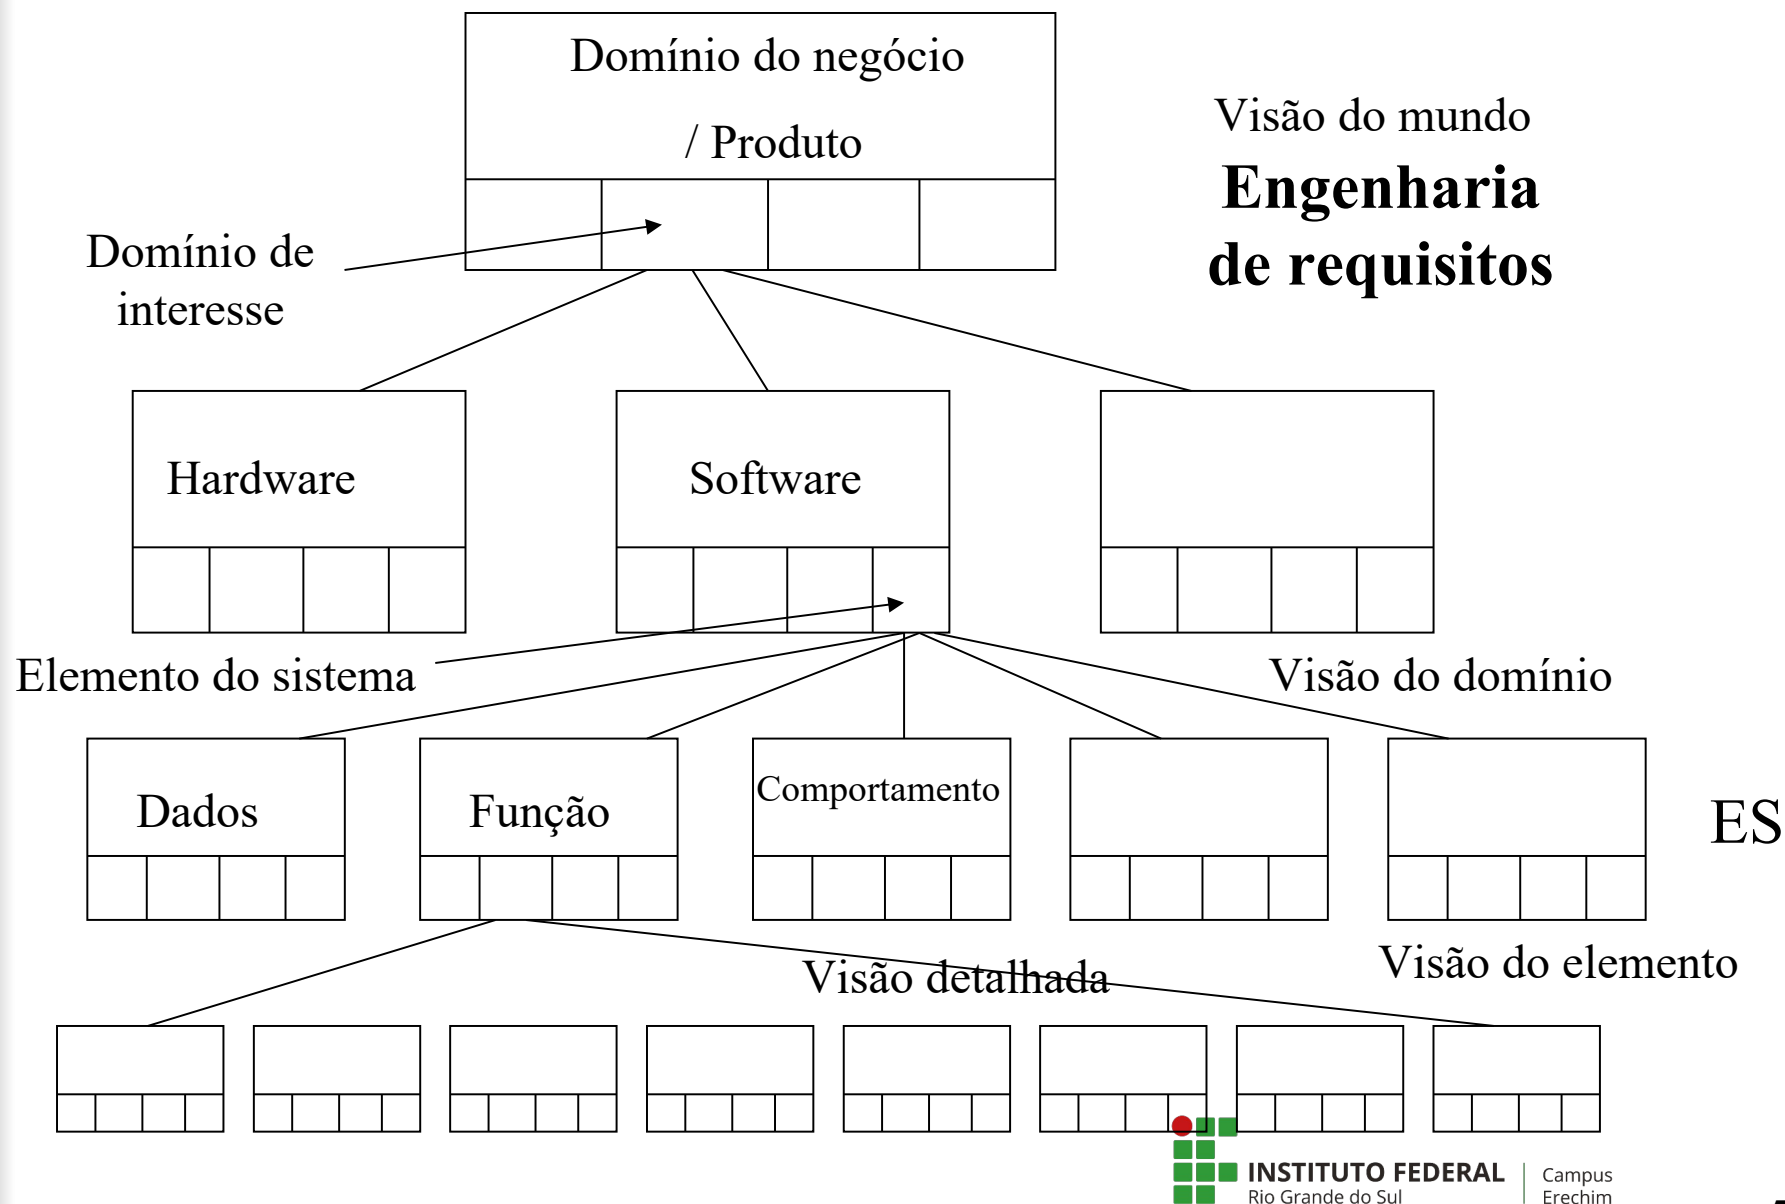 Domínio do negócio
/ Produto
Visão do mundo
Engenharia
de requisitos
Domínio de
interesse
Hardware
Software
Elemento do sistema
Visão do domínio
Dados
Função
Comportamento
ES
Visão detalhada
Visão do elemento
INSTITUTO FEDERAL
Rio Grande do Sul
Campus
Erechim